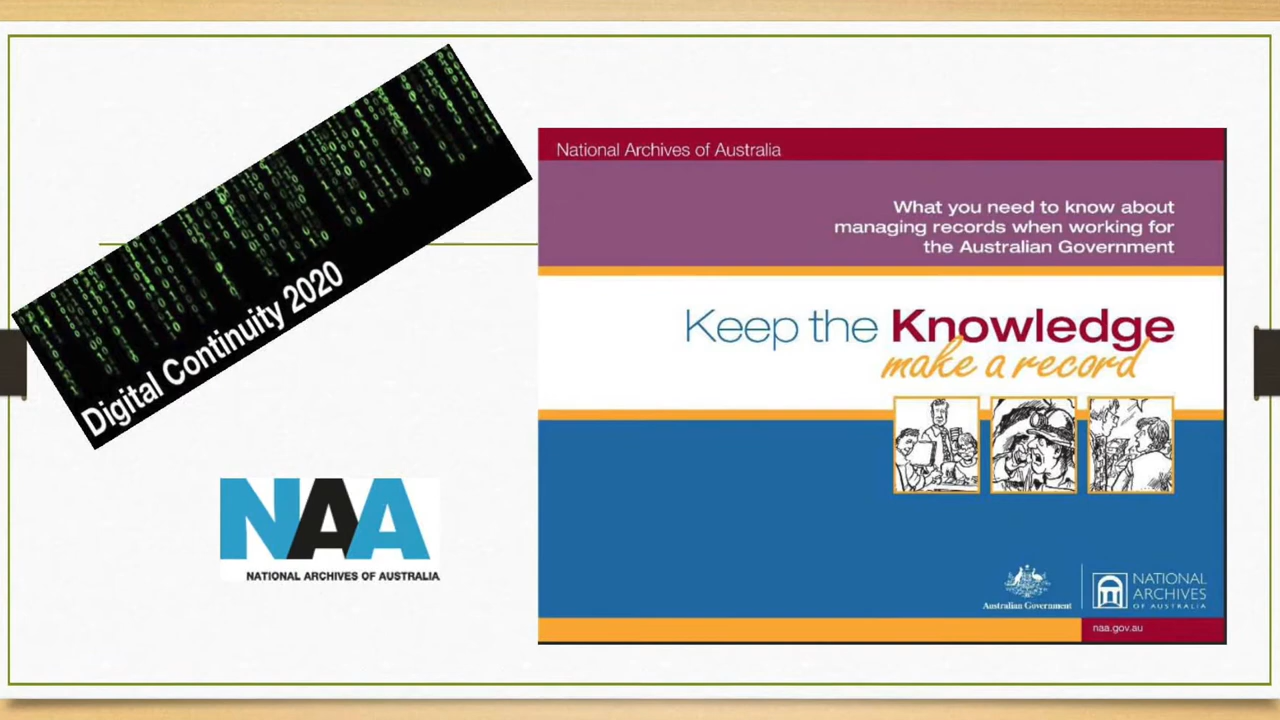 Digital Continuity 2020
NAA
NATIONAL ARCHIVES OF AUSTRALIA
National Archives of Australia
What you need to know about
managing records when working for
the Australian Government
Keep the Knowledge
make a record
Australian Government
NATIONAL
ARCHIVES
OF AUSTRALIA
naa.gov.au